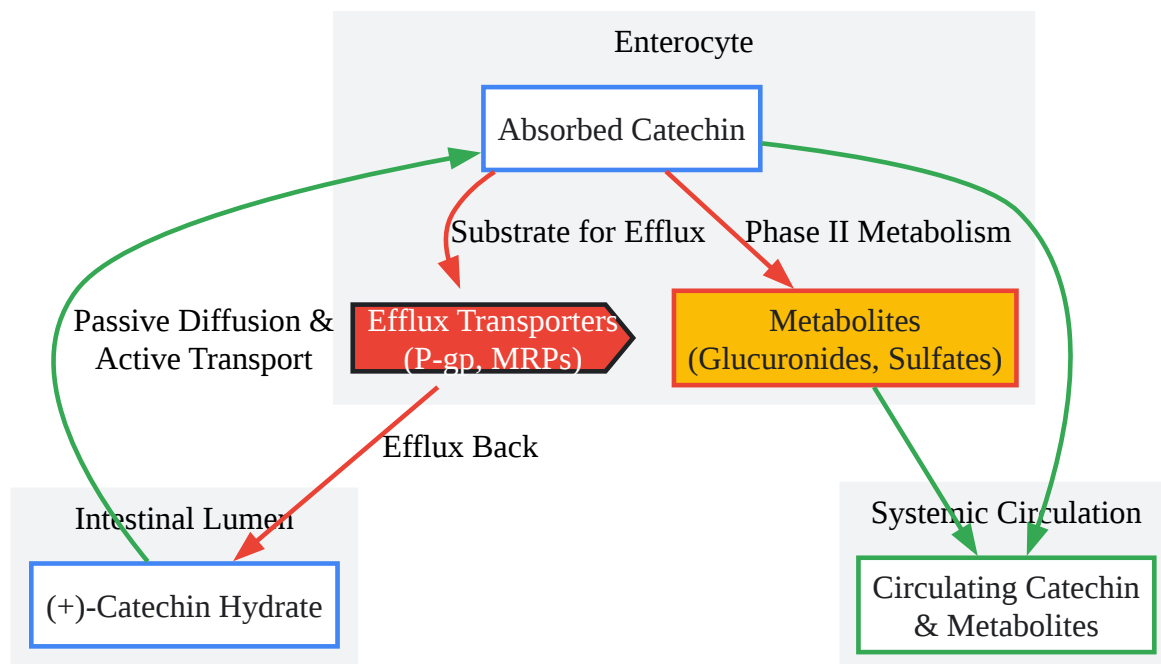 Enterocyte
Absorbed Catechin
Substrate for Efflux
Phase II Metabolism
Passive Diffusion &
Active Transport
Efflux Transporters
(P-gp, MRPs)
Metabolites
(Glucuronides, Sulfates)
Efflux Back
Intestinal Lumen
(+)-Catechin Hydrate
Systemic Circulation
Circulating Catechin
& Metabolites